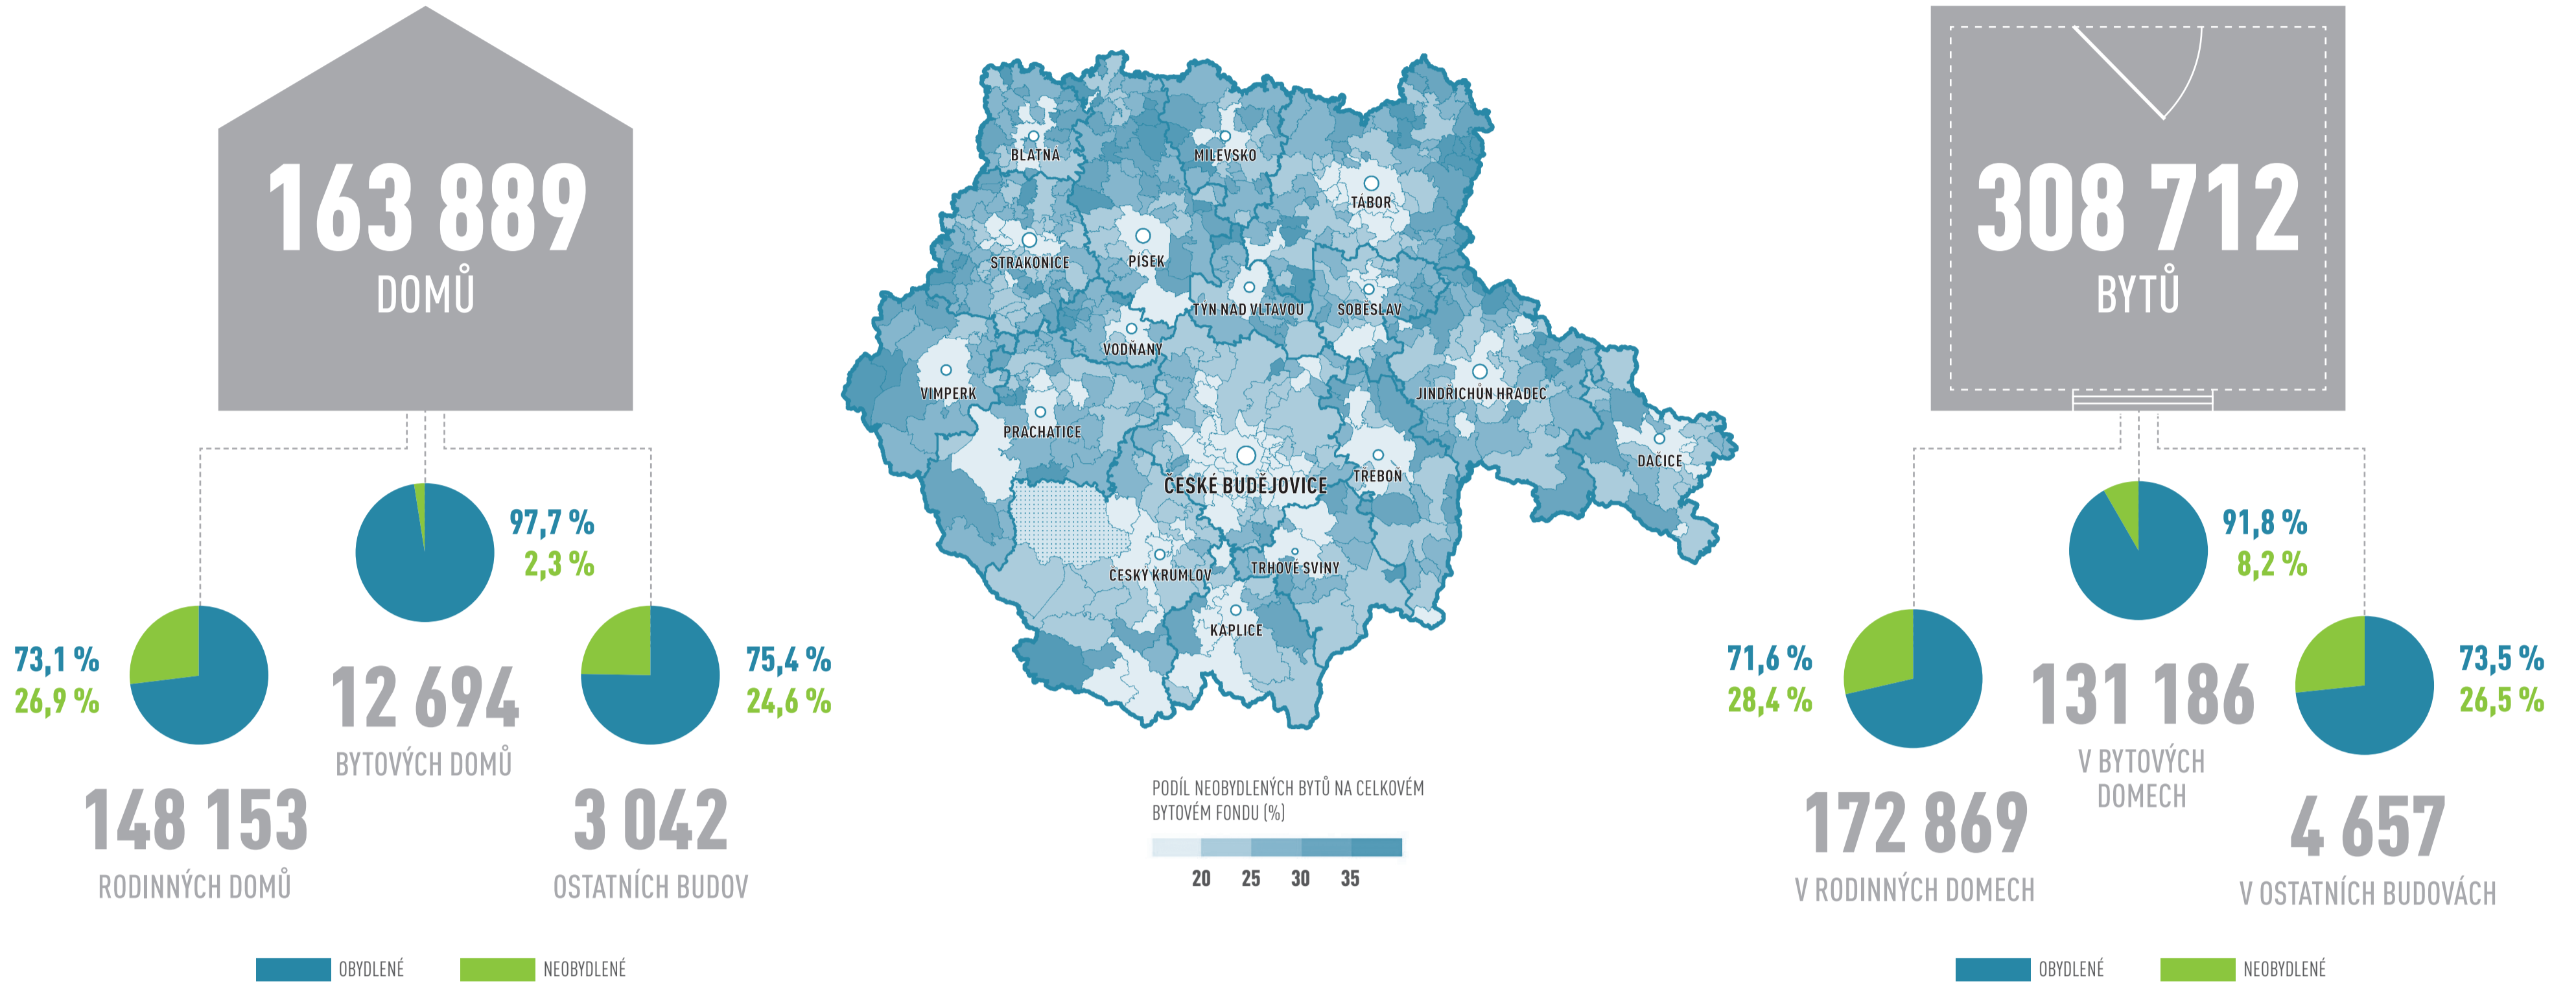 163 889
DOMŮ
97,7 %
2,3 %
73,1 %
26,9 %
75,4 %
24,6 %
12 694
BYTOVÝCH DOMŮ
148 153
RODINNÝCH DOMŮ
3 042
OSTATNÍCH BUDOV
OBYDLENÉ
NEOBYDLENÉ
BLATNÁ
MILEVSKO
TÁBOR
STRAKONICE
PÍSEK
TÝN NAD VLTAVOU
SOBĚSLAV
VODŇANY
VIMPERK
JINDŘICHŮN HRADEC
PRACHATICE
DAČICE
TŘEBOŇ
ČESKÉ BUDĚJOVICE
ČESKÝ KRUMLOV
TRHOVÉ SVINY
KAPLICE
PODÍL NEOBYDLENÝCH BYTŮ NA CELKOVÉM
BYTOVÉM FONDU (%)
20 25 30 35
308 712
BYTŮ
91,8 %
8,2 %
71,6 %
28,4 %
73,5 %
26,5 %
131 186
V BYTOVÝCH
DOMECH
172 869
V RODINNÝCH DOMECH
4 657
V OSTATNÍCH BUDOVÁCH
OBYDLENÉ
NEOBYDLENÉ